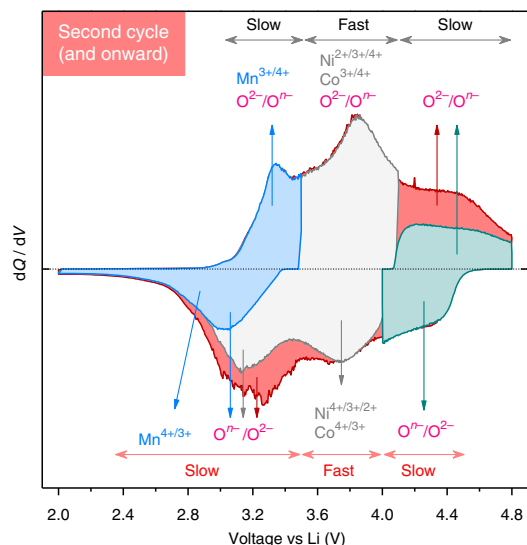 Second cycle
(and onward)
Slow Fast Slow
Mn³⁺/⁴⁺ Ni²⁺/³⁺/⁴⁺
Co³⁺/⁴⁺
O²⁻/Oⁿ⁻ O²⁻/Oⁿ⁻ O²⁻/Oⁿ⁻
dQ / dV
Mn⁴⁺/³⁺ Oⁿ⁻/O²⁻ Ni⁴⁺/³⁺/²⁺
Co⁴⁺/³⁺ Oⁿ⁻/O²⁻
Slow Fast Slow
2.0 2.4 2.8 3.2 3.6 4.0 4.4 4.8
Voltage vs Li (V)